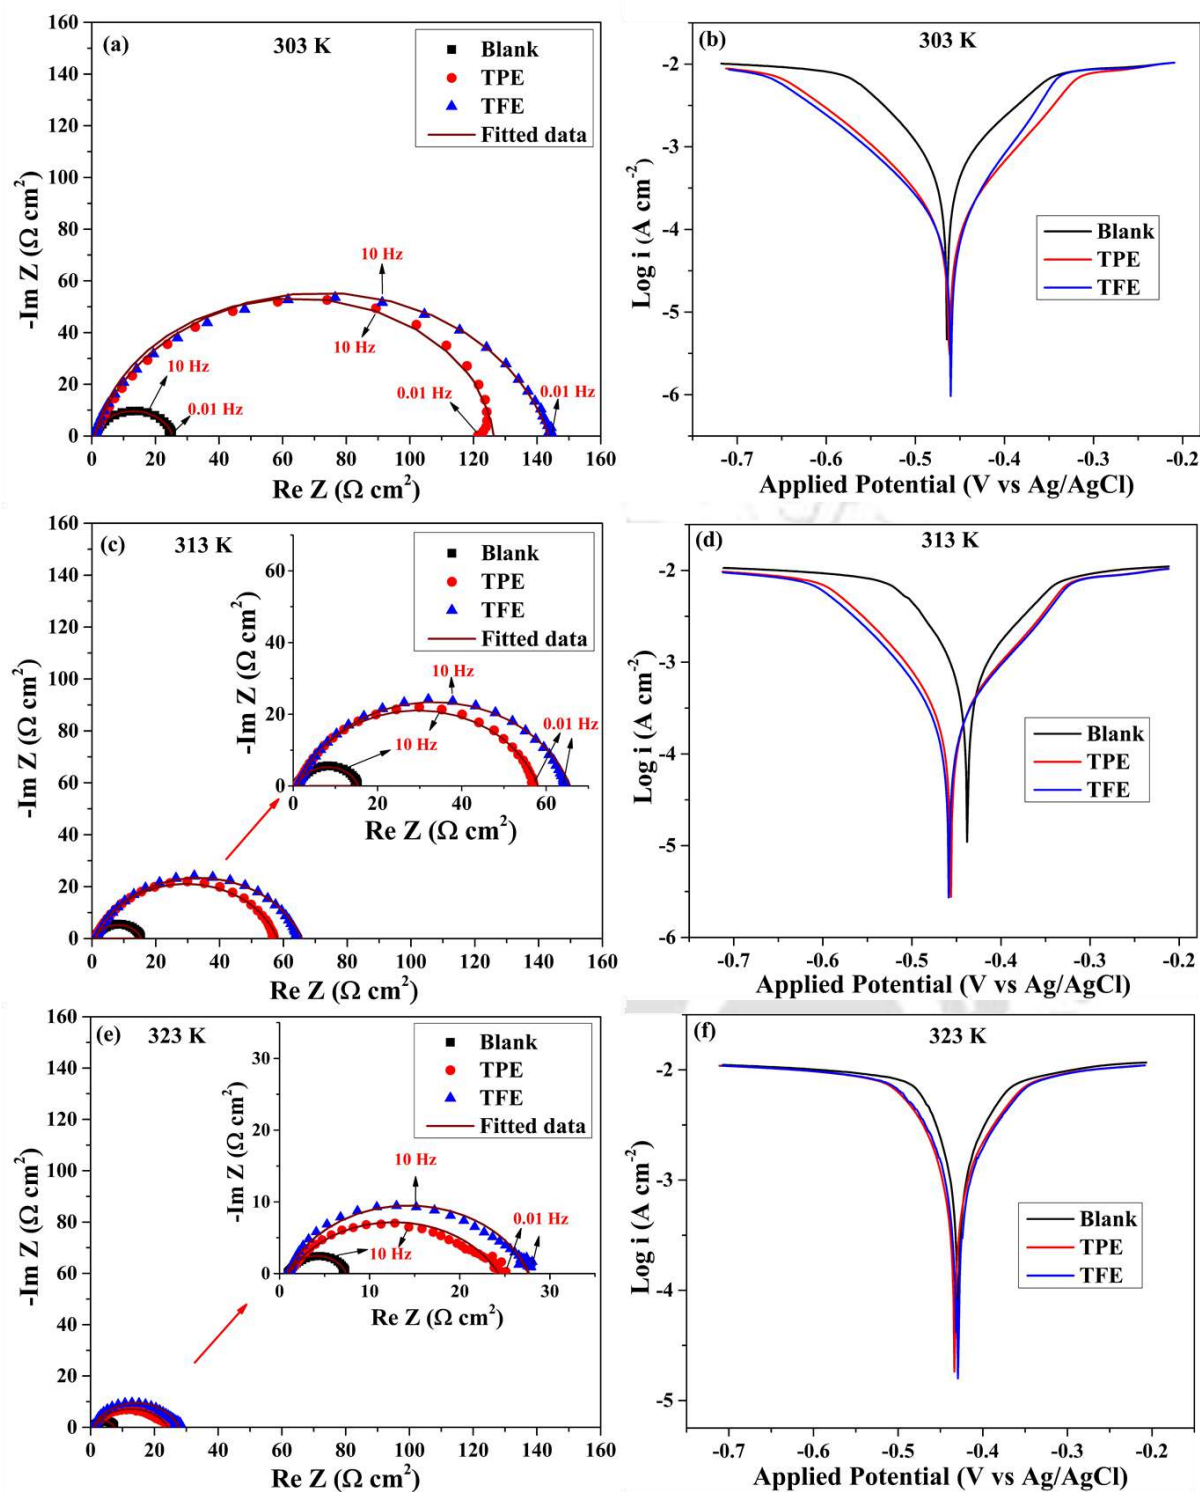 (a) 303 K
Blank
TPE
TFE
Fitted data
-Im Z (Ω cm²)
160
140
120
100
80
60
40
20
0
10 Hz
10 Hz
10 Hz
0.01 Hz
0.01 Hz
0.01 Hz
0 20 40 60 80 100 120 140 160
Re Z (Ω cm²)
(b) 303 K
Log i (A cm⁻²)
-2
-3
-4
-5
-6
Blank
TPE
TFE
-0.7 -0.6 -0.5 -0.4 -0.3 -0.2
Applied Potential (V vs Ag/AgCl)
(c) 313 K
-Im Z (Ω cm²)
160
140
120
100
80
60
40
20
0
0 20 40 60 80 100 120 140 160
Re Z (Ω cm²)
-Im Z (Ω cm²)
60
40
20
0
Blank
TPE
TFE
Fitted data
10 Hz
0.01 Hz
10 Hz
0 20 40 60
Re Z (Ω cm²)
(d) 313 K
Log i (A cm⁻²)
-2
-3
-4
-5
-6
Blank
TPE
TFE
-0.7 -0.6 -0.5 -0.4 -0.3 -0.2
Applied Potential (V vs Ag/AgCl)
(e) 323 K
-Im Z (Ω cm²)
160
140
120
100
80
60
40
20
0
0 20 40 60 80 100 120 140 160
Re Z (Ω cm²)
-Im Z (Ω cm²)
30
20
10
0
Blank
TPE
TFE
Fitted data
10 Hz
0.01 Hz
10 Hz
0 10 20 30
Re Z (Ω cm²)
(f) 323 K
Log i (A cm⁻²)
-2
-3
-4
-5
Blank
TPE
TFE
-0.7 -0.6 -0.5 -0.4 -0.3 -0.2
Applied Potential (V vs Ag/AgCl)